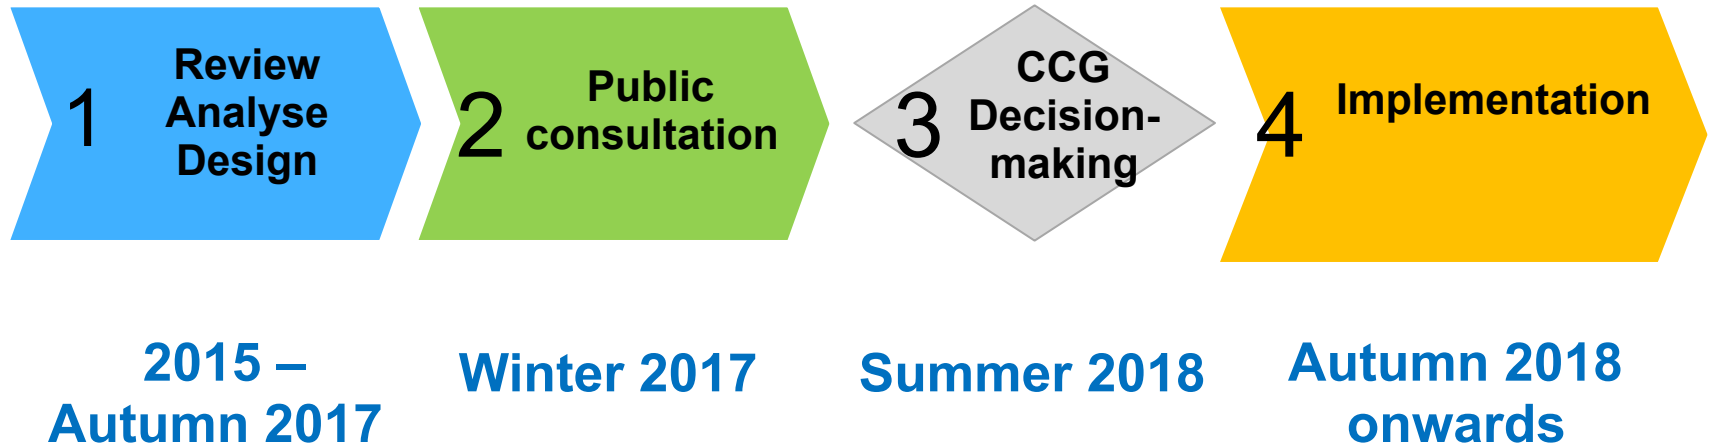 1
Review
Analyse
Design
2
Public
consultation
3
CCG
Decision-
making
4
Implementation
2015 –
Autumn 2017
Winter 2017
Summer 2018
Autumn 2018
onwards